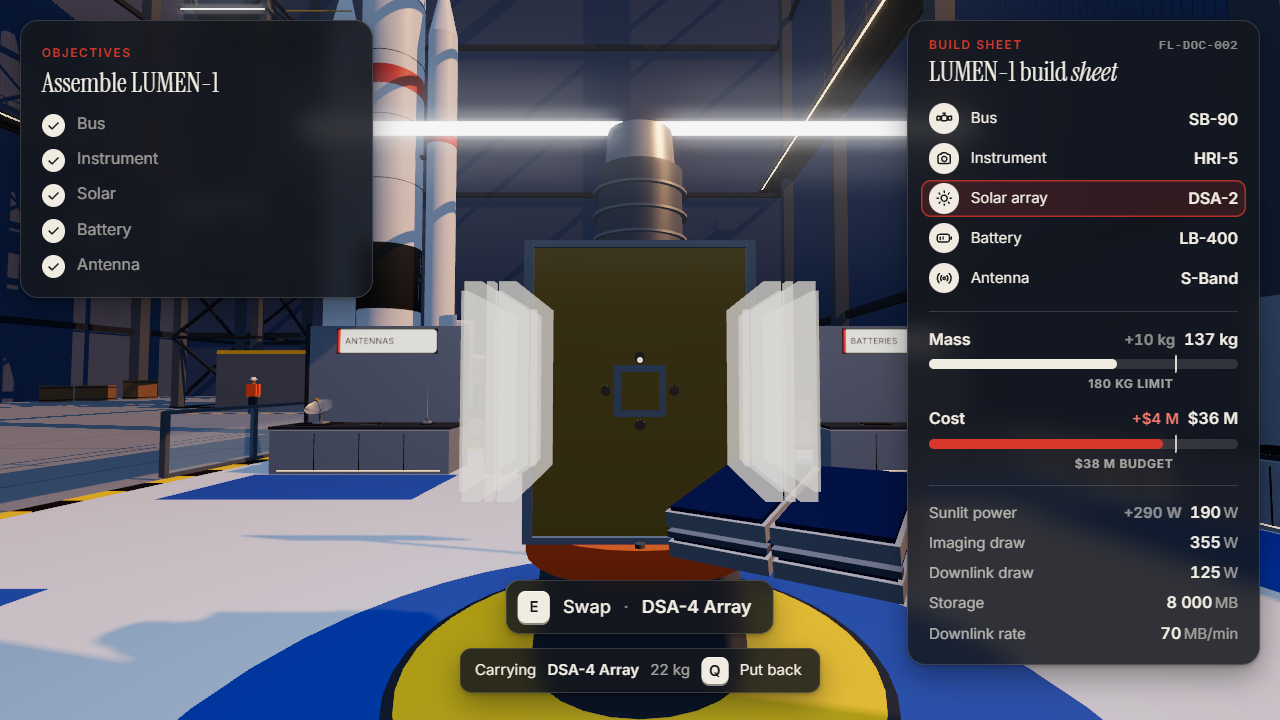 OBJECTIVES
Assemble LUMEN-1
Bus
Instrument
Solar
Battery
Antenna
ANTENNAS
BATTERIES
BUILD SHEET FL-DOC-002
LUMEN-1 build sheet
Bus SB-90
Instrument HRI-5
Solar array DSA-2
Battery LB-400
Antenna S-Band
Mass +10 kg 137 kg
180 KG LIMIT
Cost +$4 M $36 M
$38 M BUDGET
Sunlit power +290 W 190 W
Imaging draw 355 W
Downlink draw 125 W
Storage 8 000 MB
Downlink rate 70 MB/min
E Swap · DSA-4 Array
Carrying DSA-4 Array 22 kg Q Put back